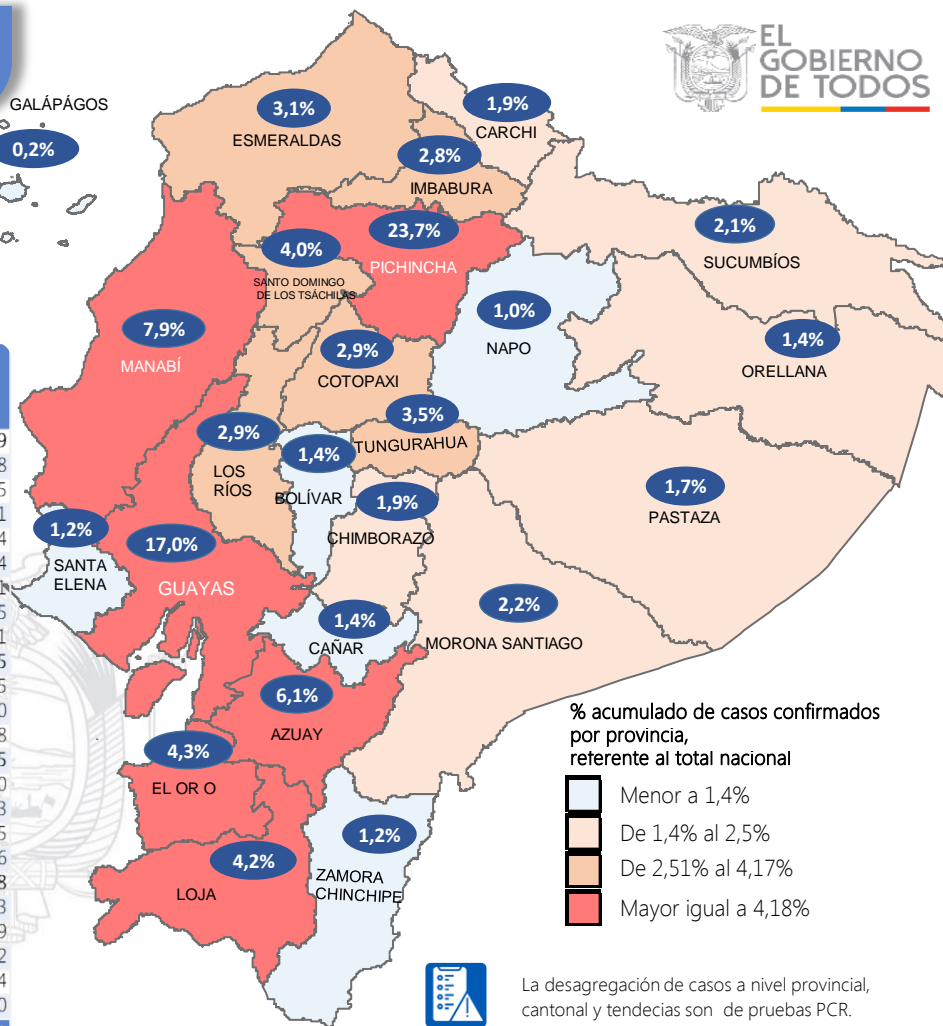 EL
GOBIERNO
DE TODOS
GALÁPÁGOS
0,2%
3,1%
ESMERALDAS
1,9%
CARCHI
2,8%
IMBABURA
2,1%
SUCUMBÍOS
4,0%
SANTO DOMINGO
DE LOS TSÁCHILAS
23,7%
PICHINCHA
1,0%
NAPO
1,4%
ORELLANA
7,9%
MANABÍ
2,9%
COTOPAXI
3,5%
TUNGURAHUA
2,9%
LOS
RÍOS
1,4%
BOLÍVAR
1,9%
CHIMBORAZO
1,7%
PASTAZA
1,2%
SANTA
ELENA
17,0%
GUAYAS
1,4%
CAÑAR
2,2%
MORONA SANTIAGO
6,1%
AZUAY
4,3%
EL OR O
4,2%
LOJA
1,2%
ZAMORA
CHINCHIPE
% acumulado de casos confirmados
por provincia,
referente al total nacional
Menor a 1,4%
De 1,4% al 2,5%
De 2,51% al 4,17%
Mayor igual a 4,18%
La desagregación de casos a nivel provincial,
cantonal y tendecias son de pruebas PCR.